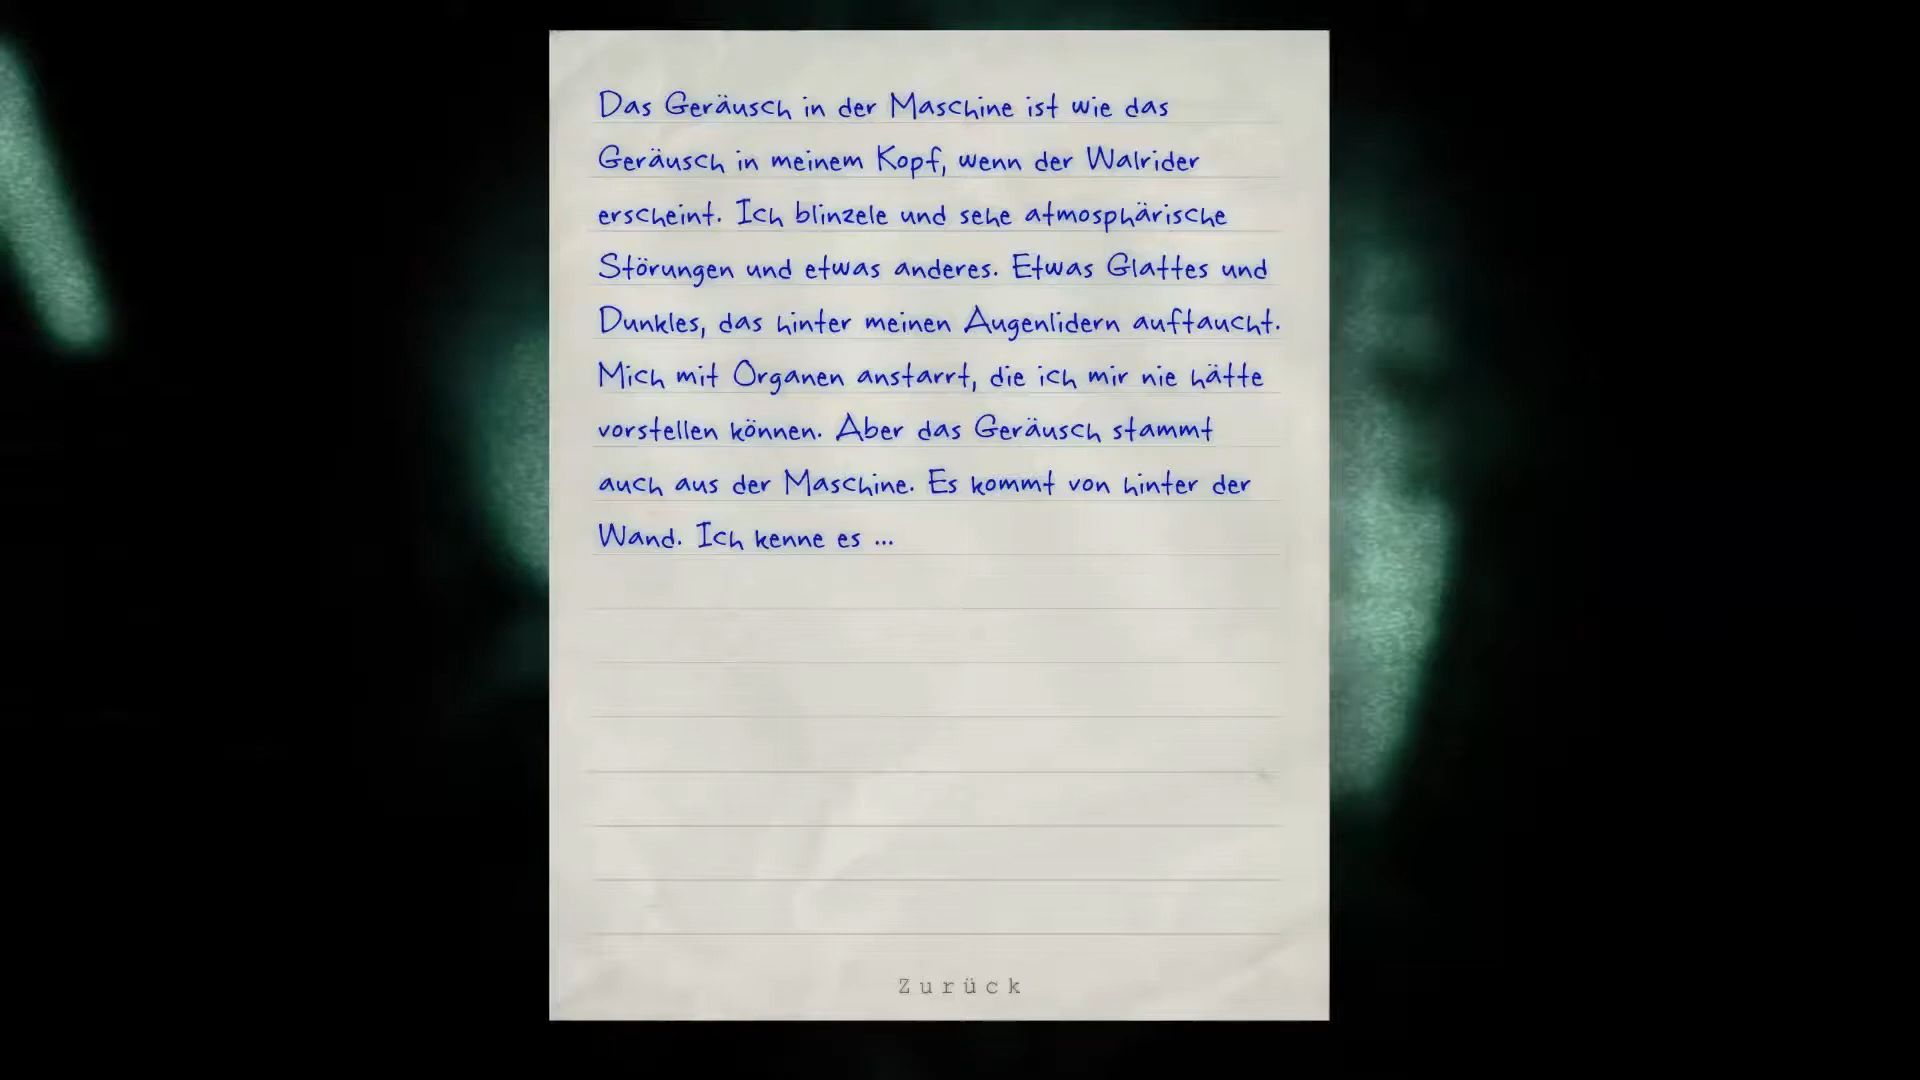 Das Geräusch in der Maschine ist wie das
Geräusch in meinem Kopf, wenn der Walrider
erscheint. Ich blinzele und sehe atmosphärische
Störungen und etwas anderes. Etwas Glattes und
Dunkles, das hinter meinen Augenlidern auftaucht.
Mich mit Organen anstarrt, die ich mir nie hätte
vorstellen können. Aber das Geräusch stammt
auch aus der Maschine. Es kommt von hinter der
Wand. Ich kenne es ...
Zurück